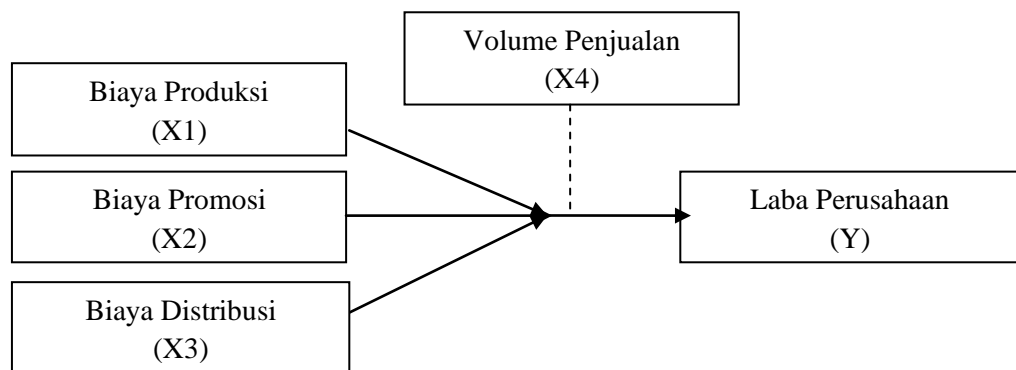 Volume Penjualan
(X4)
Biaya Produksi
(X1)
Biaya Promosi
(X2)
Laba Perusahaan
(Y)
Biaya Distribusi
(X3)